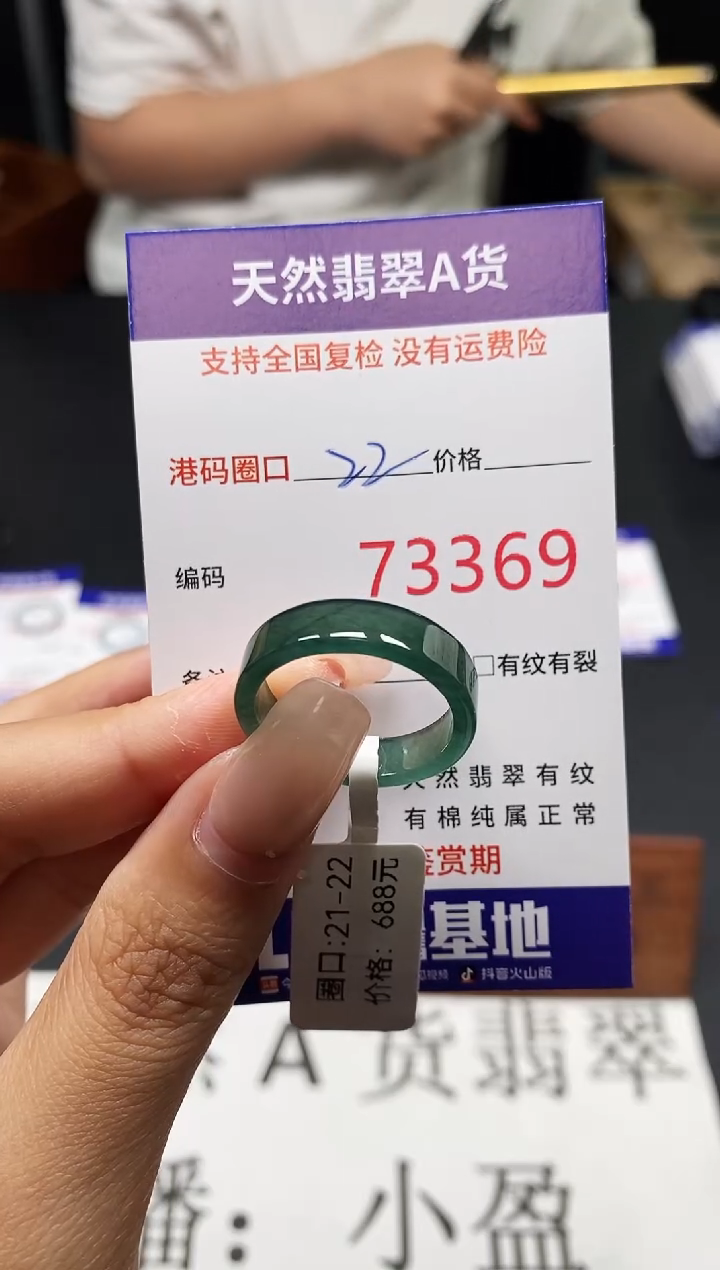 天然翡翠A货
支持全国复检 没有运费险
港码圈口 22 价格
编码 73369
□有纹有裂
然翡翠有纹
有棉纯属正常
赏期
圈口:21-22
价格: 688元
基地
抖音火山版
A货翡翠
播: 小盈